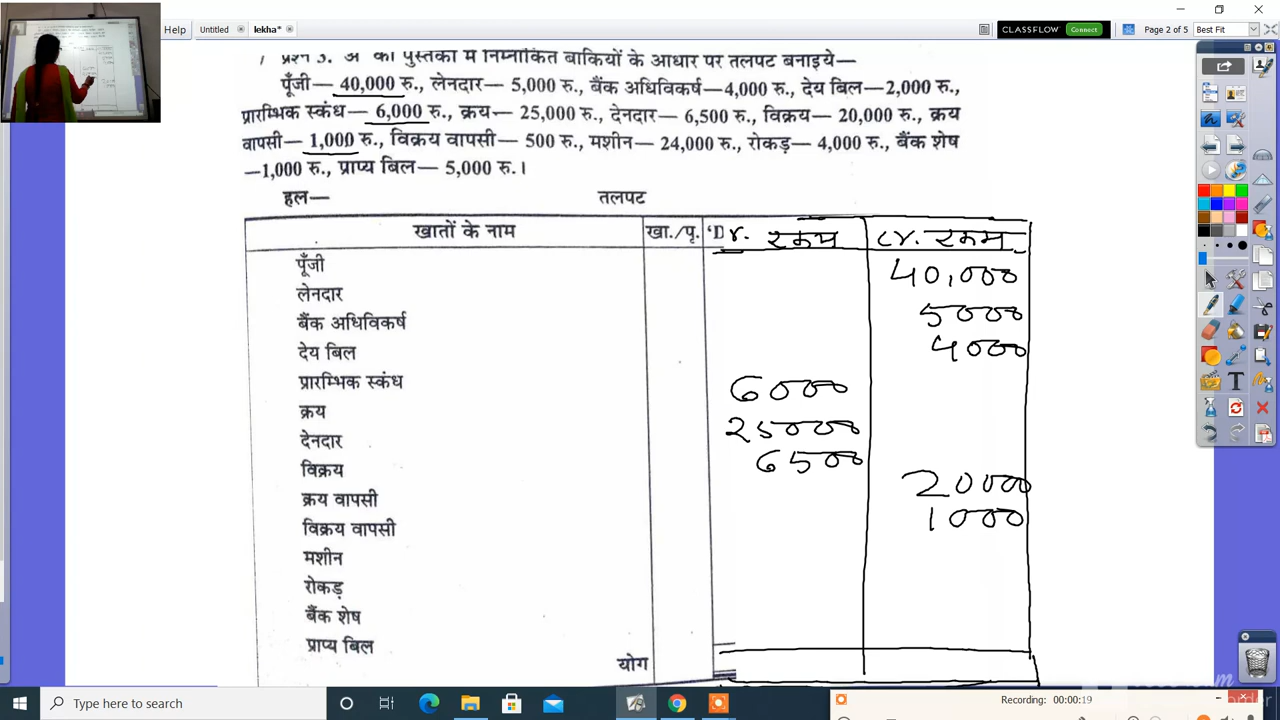 Untitled
lekha*
CLASSFLOW
Connect
Page 2 of 5
Best Fit
Help
प्रश्न 3. अ की पुस्तकों में निम्नांकित बाकियों के आधार पर तलपट बनाइये—
पूँजी— 40,000 रु., लेनदार— 5,000 रु., बैंक अधिविकर्ष—4,000 रु., देय बिल—2,000 रु.,
प्रारम्भिक स्कंध— 6,000 रु., क्रय— 25,000 रु., देनदार— 6,500 रु., विक्रय— 20,000 रु., क्रय
वापसी— 1,000 रु., विक्रय वापसी— 500 रु., मशीन— 24,000 रु., रोकड़— 4,000 रु., बैंक शेष
—1,000 रु., प्राप्य बिल— 5,000 रु.।
हल— तलपट
खातों के नाम खा./पृ. Dr. रकम Cr. रकम
पूँजी 40,000
लेनदार 5000
बैंक अधिविकर्ष 4000
देय बिल
प्रारम्भिक स्कंध 6000
क्रय 25000
देनदार 6500
विक्रय 20000
क्रय वापसी 1000
विक्रय वापसी
मशीन
रोकड़
बैंक शेष
प्राप्य बिल
योग
Type here to search
Recording: 00:00:19